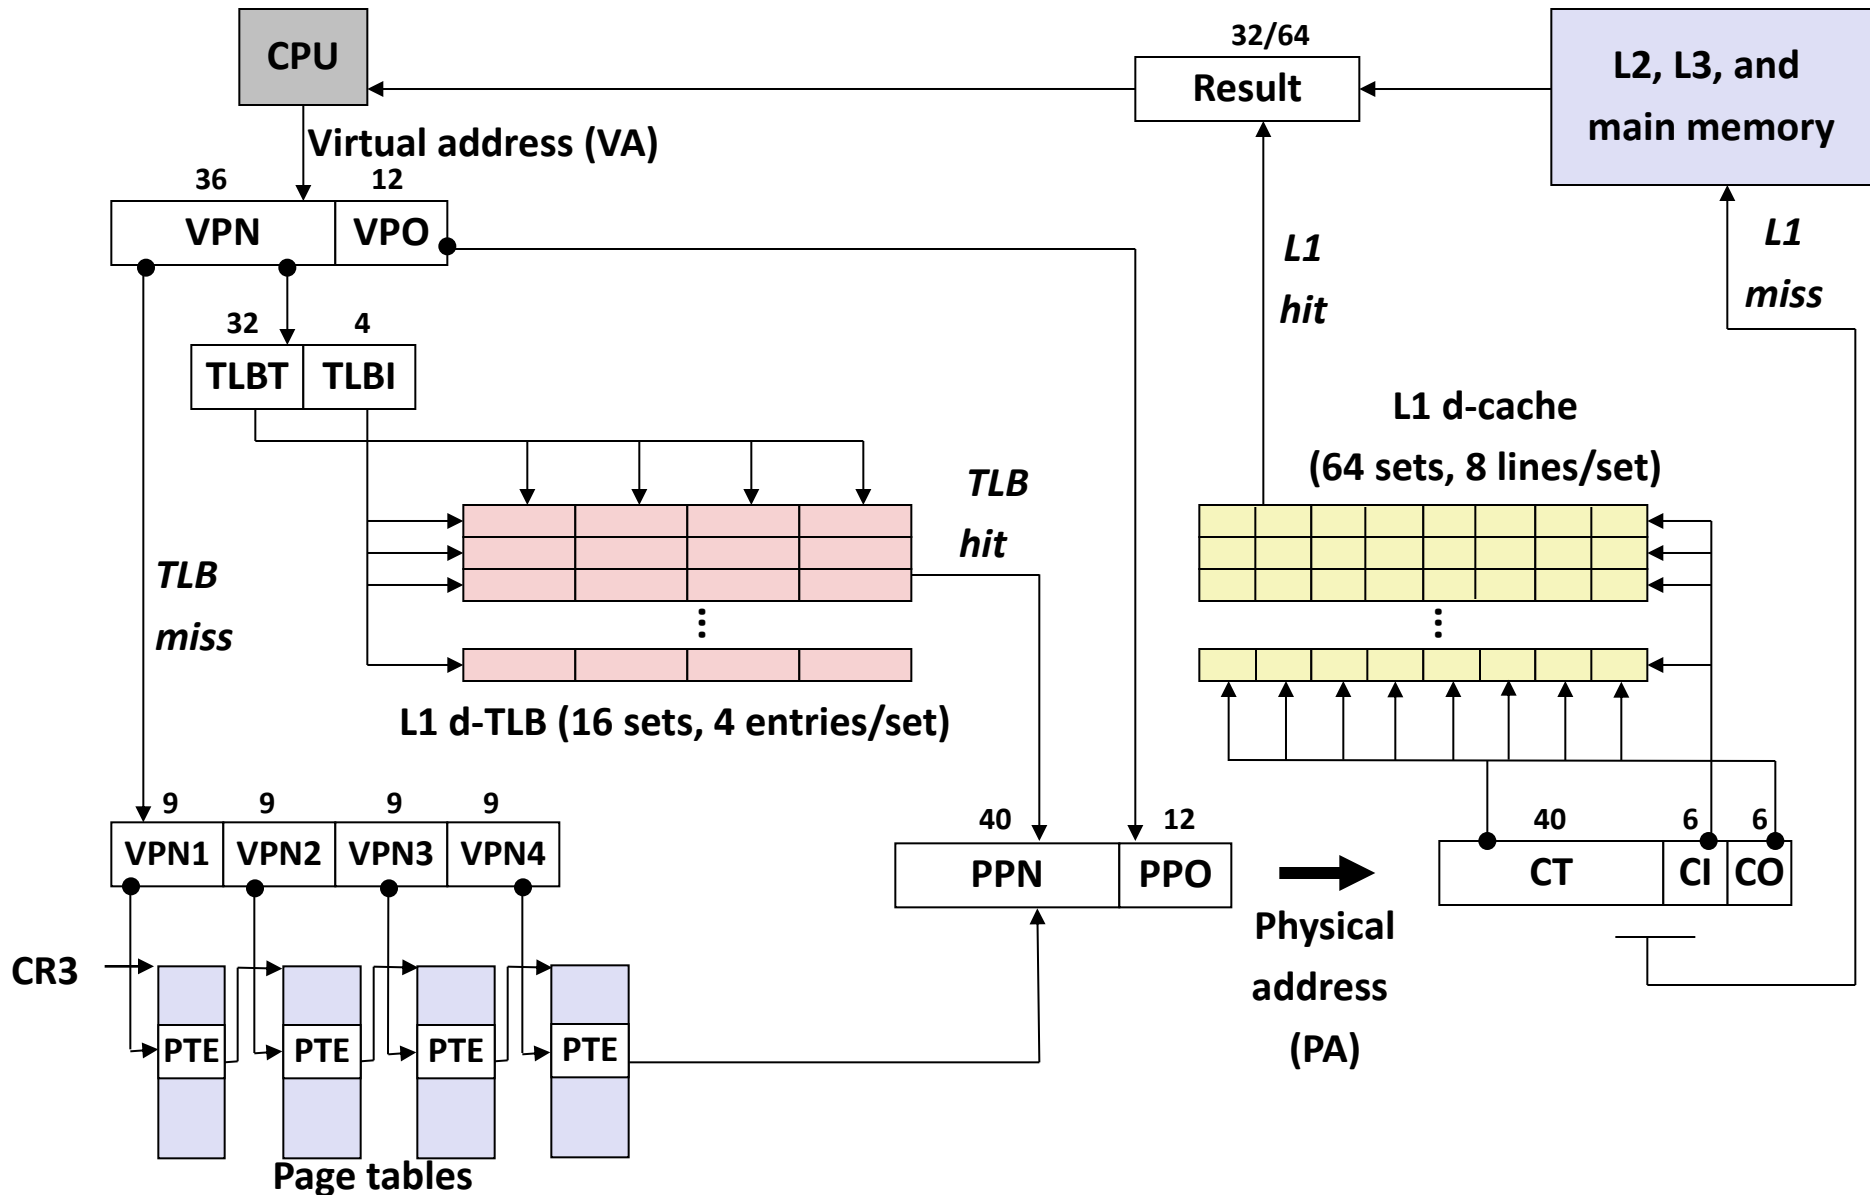 CPU
32/64
Result
L2, L3, and
main memory
Virtual address (VA)
36
12
VPN
VPO
L1
hit
L1
miss
32
4
TLBT
TLBI
L1 d-cache
(64 sets, 8 lines/set)
TLB
hit
TLB
miss
L1 d-TLB (16 sets, 4 entries/set)
9
9
9
9
VPN1
VPN2
VPN3
VPN4
40
12
PPN
PPO
40
6
6
CT
CI
CO
Physical
address
(PA)
CR3
PTE
PTE
PTE
PTE
Page tables